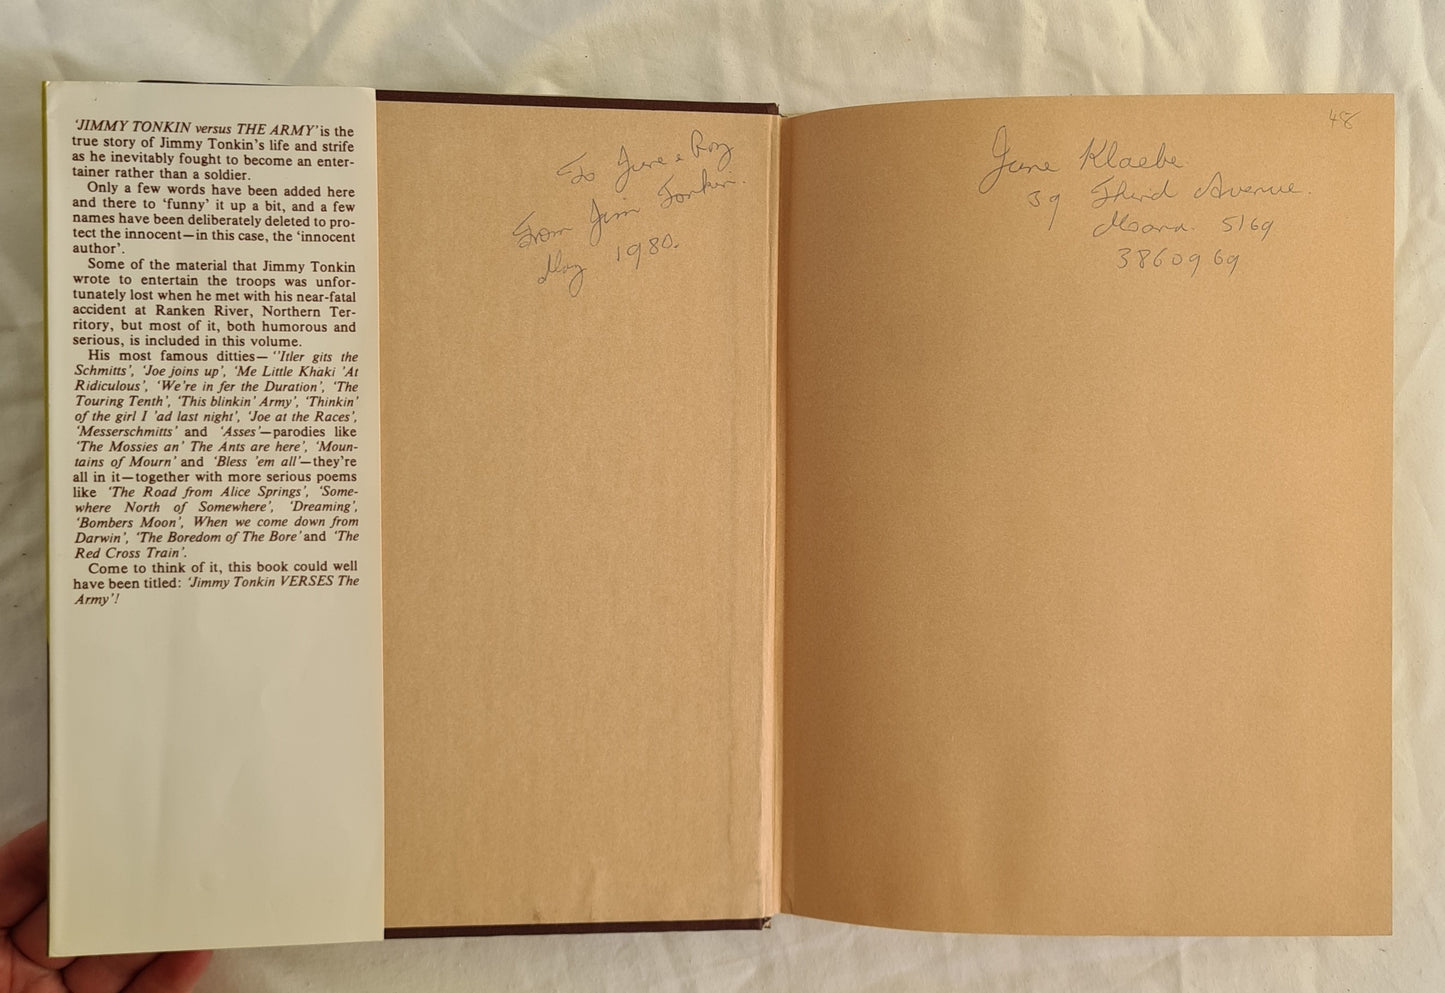 'JIMMY TONKIN versus THE ARMY' is the
true story of Jimmy Tonkin's life and strife
as he inevitably fought to become an enter-
tainer rather than a soldier.
Only a few words have been added here
and there to 'funny' it up a bit, and a few
names have been deliberately deleted to pro-
tect the innocent—in this case, the 'innocent
author'.
Some of the material that Jimmy Tonkin
wrote to entertain the troops was unfor-
tunately lost when he met with his near-fatal
accident at Ranken River, Northern Ter-
ritory, but most of it, both humorous and
serious, is included in this volume.
His most famous ditties— ''Itler gits the
Schmitts', 'Joe joins up', 'Me Little Khaki 'At
Ridiculous', 'We're in fer the Duration', 'The
Touring Tenth', 'This blinkin' Army', 'Thinkin'
of the girl I 'ad last night', 'Joe at the Races',
'Messerschmitts' and 'Asses'—parodies like
'The Mossies an' The Ants are here', 'Moun-
tains of Mourn' and 'Bless 'em all'—they're
all in it—together with more serious poems
like 'The Road from Alice Springs', 'Some-
where North of Somewhere', 'Dreaming',
'Bombers Moon', When we come down from
Darwin', 'The Boredom of The Bore' and 'The
Red Cross Train'.
Come to think of it, this book could well
have been titled: 'Jimmy Tonkin VERSES The
Army'!
To June & Roy
From Jim Tonkin.
May 1980.
48
June Klaebe
39 Third Avenue.
Moana. 5169
3860969